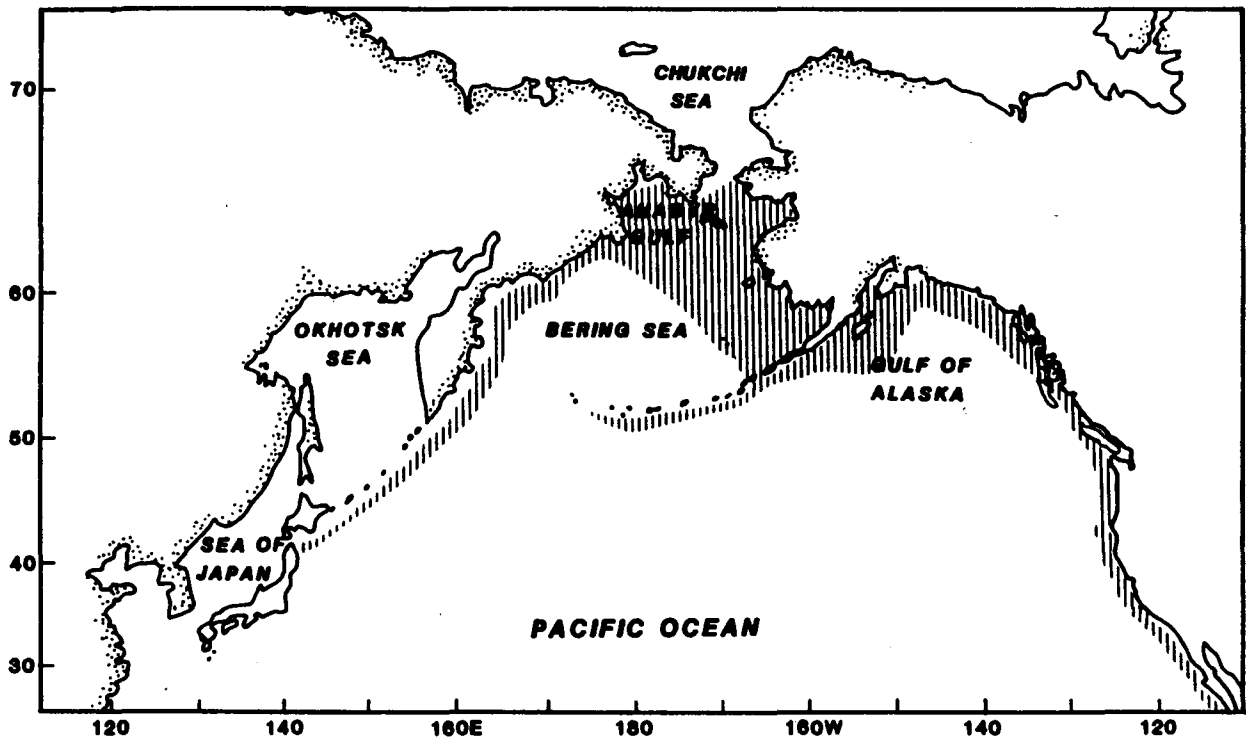 CHUKCHI
SEA
70
GULF
60
OKHOTSK
SEA
BERING SEA
GULF OF
ALASKA
50
SEA OF
JAPAN
40
PACIFIC OCEAN
30
120
140
160E
180
160W
140
120